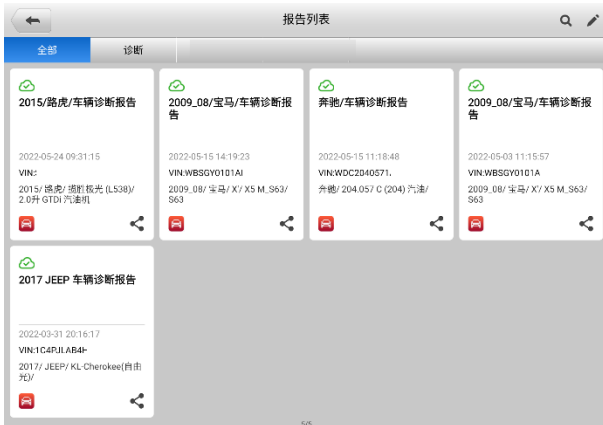 报告列表
全部
诊断
2015/路虎/车辆诊断报告
2022-05-24 09:31:15
VIN:
2015/ 路虎/ 揽胜极光 (L538)/
2.0升 GTDi 汽油机
2009_08/宝马/车辆诊断报
告
2022-05-15 14:19:23
VIN:WBSGY0101AI
2009_08/ 宝马/ X'/ X5 M_S63/
S63
奔驰/车辆诊断报告
2022-05-15 11:18:48
VIN:WDC2040571.
奔驰/ 204.057 C (204) 汽油/
2009_08/宝马/车辆诊断报
告
2022-05-03 11:15:57
VIN:WBSGY0101A
2009_08/ 宝马/ X'/ X5 M_S63/
S63
2017 JEEP 车辆诊断报告
2022-03-31 20:16:17
VIN:1C4PJLAB4H
2017/ JEEP/ KL-Cherokee(自由
光)/
5/5